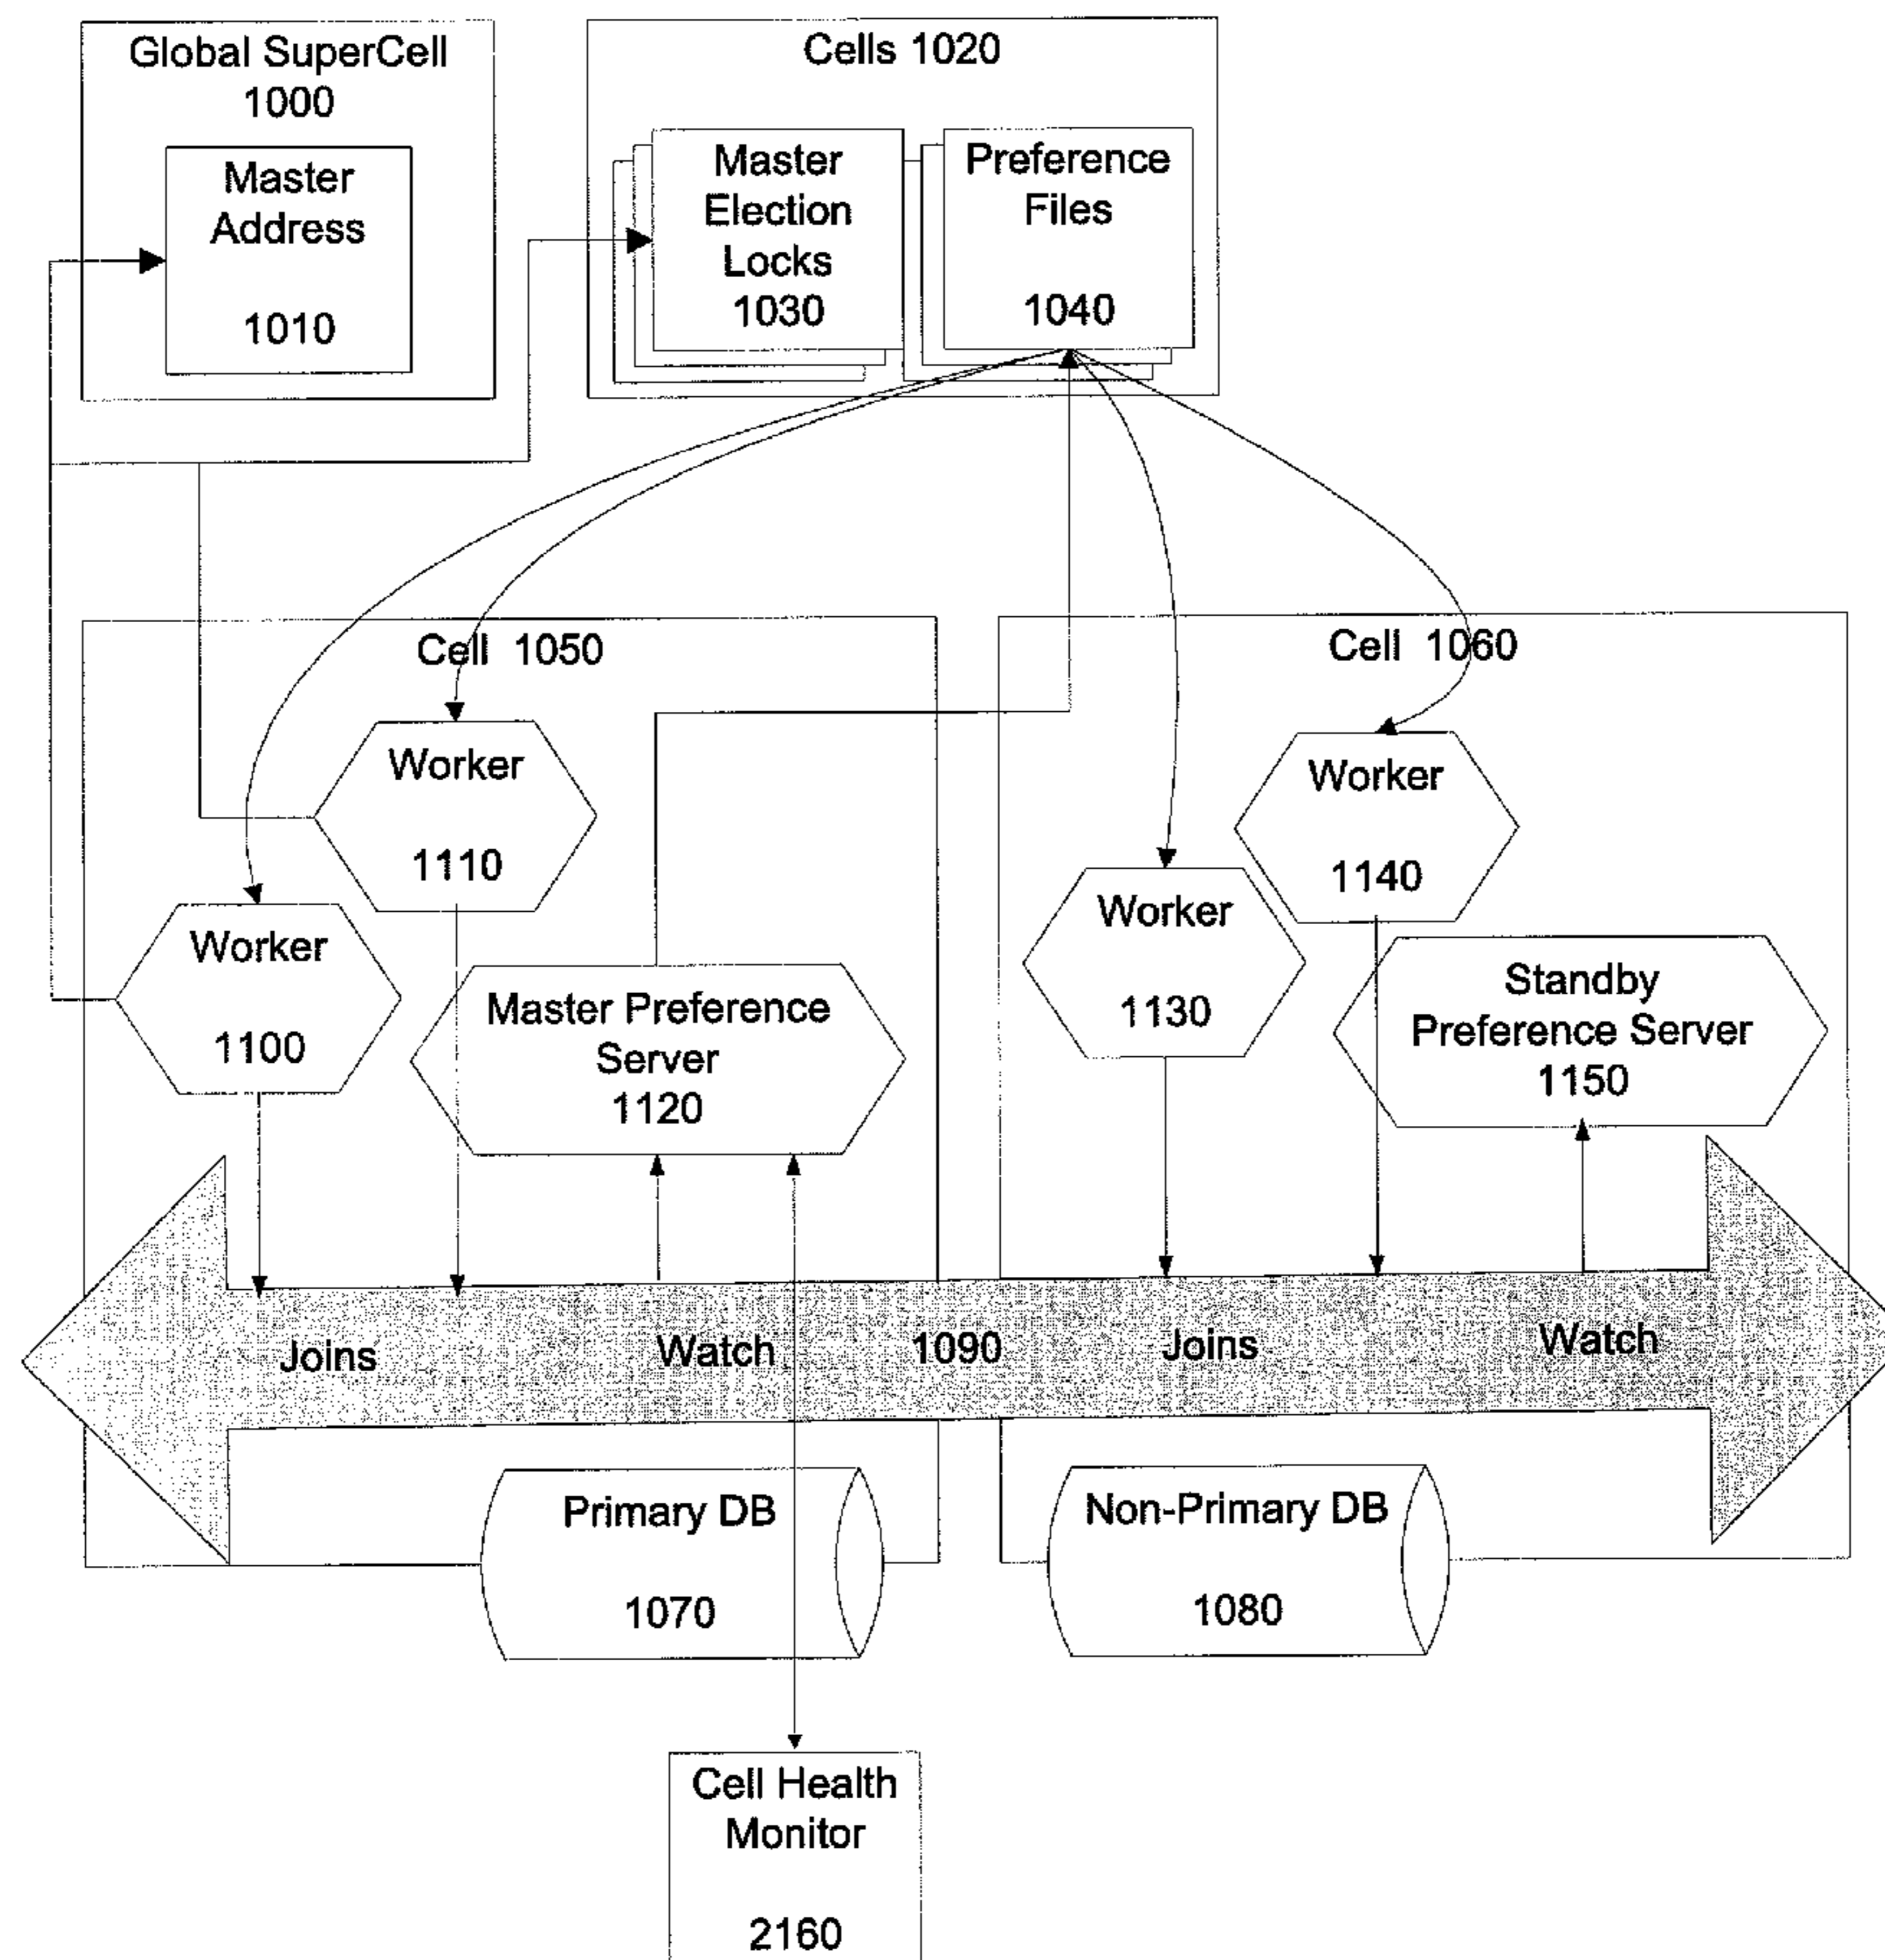 Global SuperCell
1000
Master
Address
1010
Cells 1020
Master
Election
Locks
1030
Preference
Files
1040
Cell 1050
Worker
1110
Worker
1100
Master Preference
Server
1120
Cell 1060
Worker
1140
Worker
1130
Standby
Preference Server
1150
Joins
Watch
1090
Joins
Watch
Primary DB
1070
Non-Primary DB
1080
Cell Health
Monitor
2160